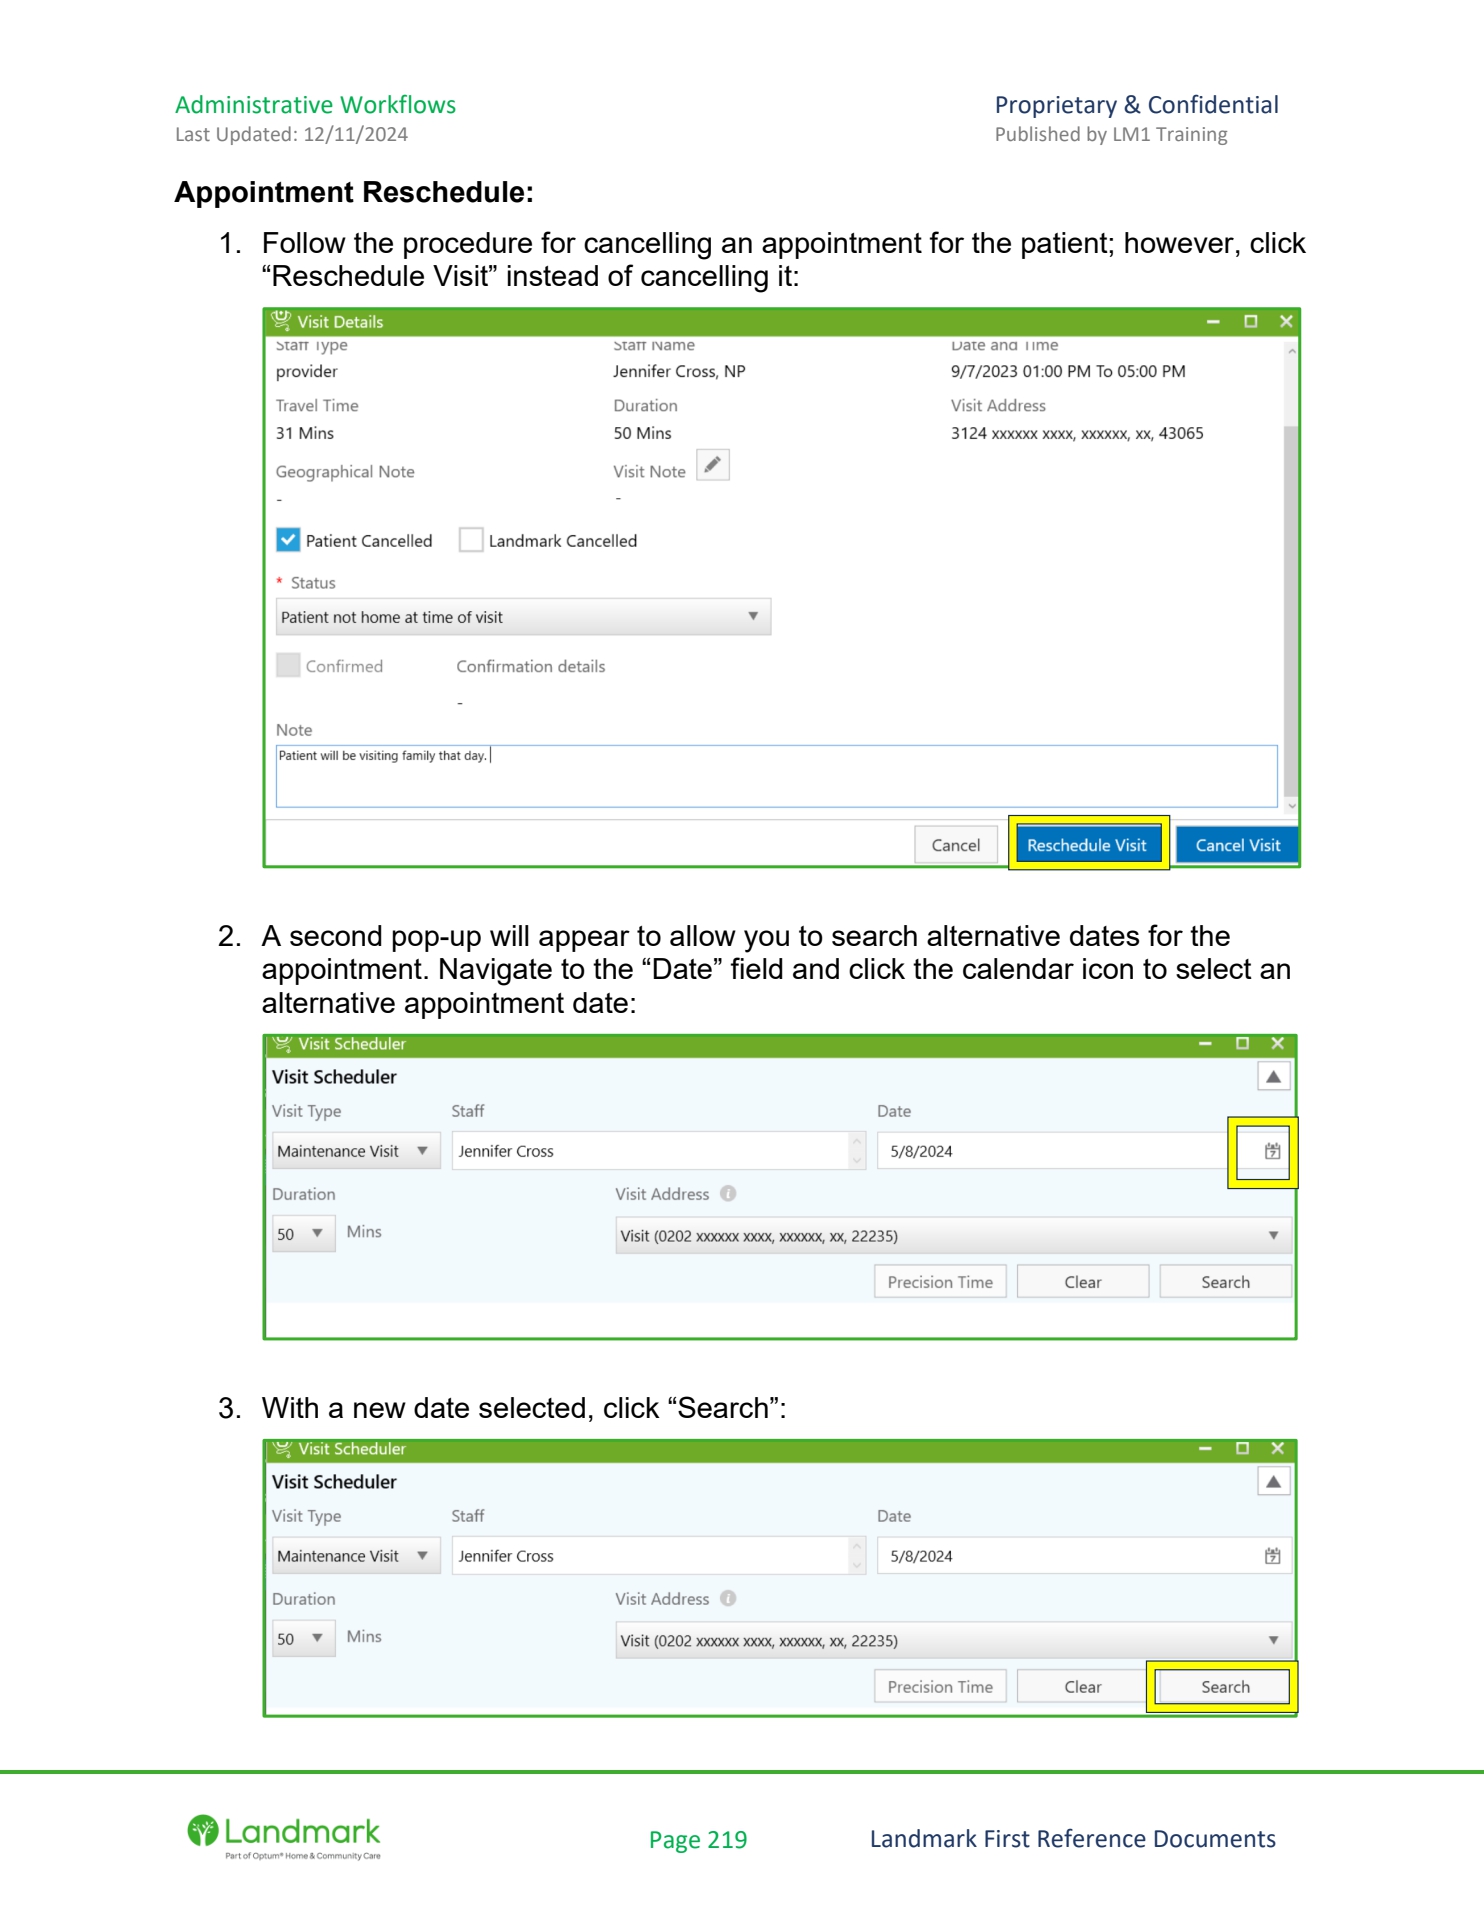 Administrative Workflows
Proprietary & Confidential
Last Updated: 12/11/2024
Published by LM1 Training
Appointment Reschedule:
1. Follow the procedure for cancelling an appointment for the patient; however, click
“Reschedule Visit” instead of cancelling it:
Visit Details
Staff Type Staff Name Date and Time
provider Jennifer Cross, NP 9/7/2023 01:00 PM To 05:00 PM
Travel Time Duration Visit Address
31 Mins 50 Mins 3124 xxxxxx xxxx, xxxxxx, xx, 43065
Geographical Note Visit Note
- -
Patient Cancelled Landmark Cancelled
* Status
Patient not home at time of visit
Confirmed Confirmation details
-
Note
Patient will be visiting family that day.
Cancel Reschedule Visit Cancel Visit
2. A second pop-up will appear to allow you to search alternative dates for the
appointment. Navigate to the “Date” field and click the calendar icon to select an
alternative appointment date:
Visit Scheduler
Visit Scheduler
Visit Type Staff Date
Maintenance Visit Jennifer Cross 5/8/2024
Duration Visit Address
50 Mins Visit (0202 xxxxxx xxxx, xxxxxx, xx, 22235)
Precision Time Clear Search
3. With a new date selected, click “Search”:
Visit Scheduler
Visit Scheduler
Visit Type Staff Date
Maintenance Visit Jennifer Cross 5/8/2024
Duration Visit Address
50 Mins Visit (0202 xxxxxx xxxx, xxxxxx, xx, 22235)
Precision Time Clear Search
Landmark
Part of Optum® Home & Community Care
Page 219
Landmark First Reference Documents